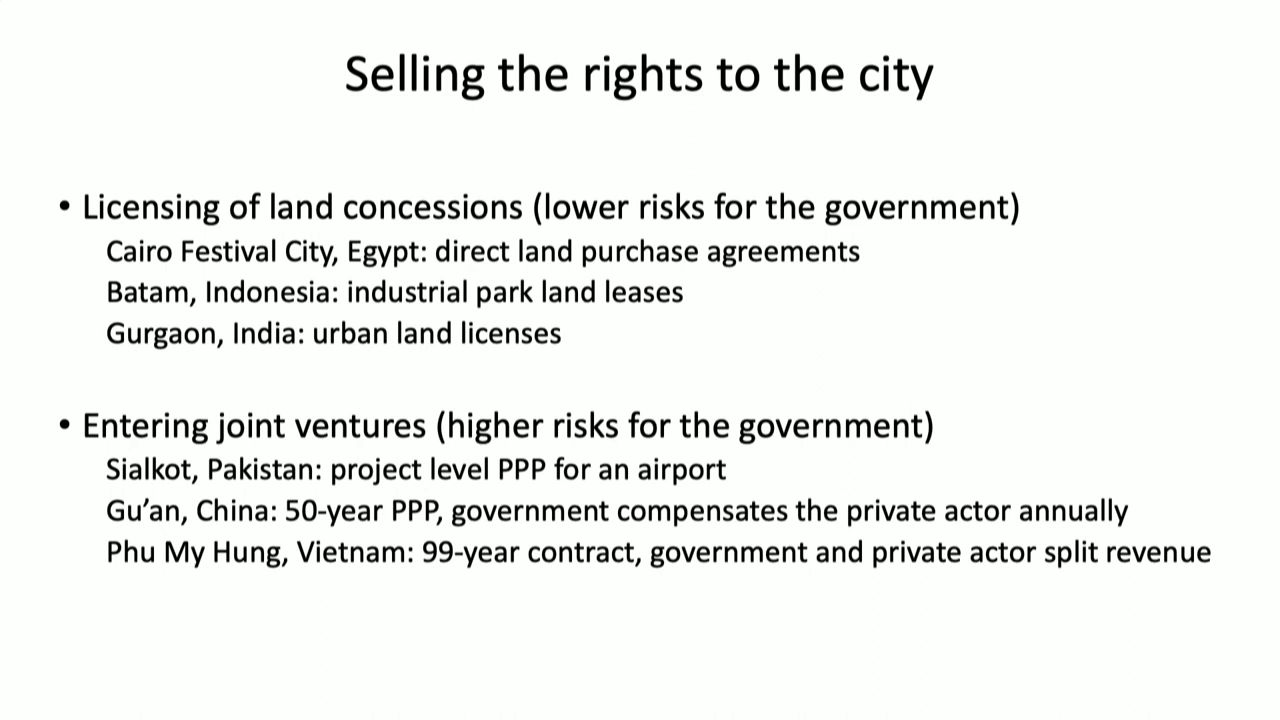 Selling the rights to the city
• Licensing of land concessions (lower risks for the government)
Cairo Festival City, Egypt: direct land purchase agreements
Batam, Indonesia: industrial park land leases
Gurgaon, India: urban land licenses
• Entering joint ventures (higher risks for the government)
Sialkot, Pakistan: project level PPP for an airport
Gu’an, China: 50-year PPP, government compensates the private actor annually
Phu My Hung, Vietnam: 99-year contract, government and private actor split revenue